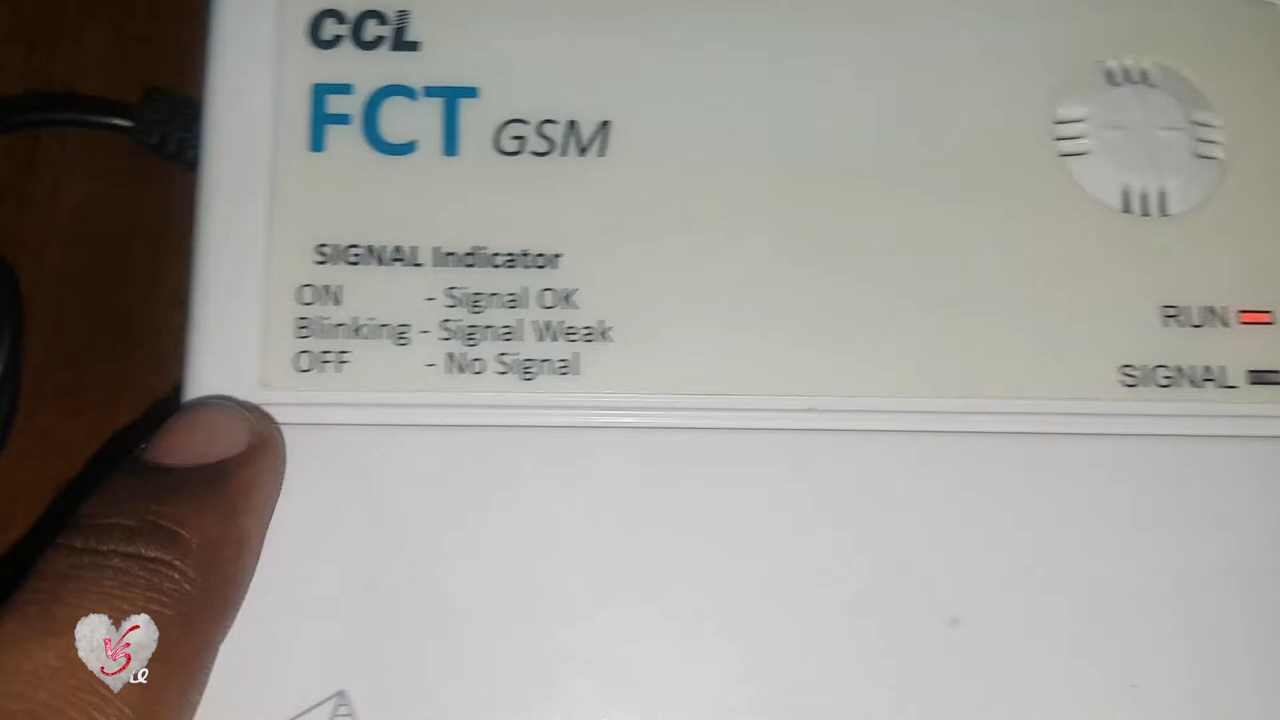 CCL
FCT GSM
SIGNAL Indicator
ON - Signal OK
Blinking - Signal Weak
OFF - No Signal
RUN
SIGNAL